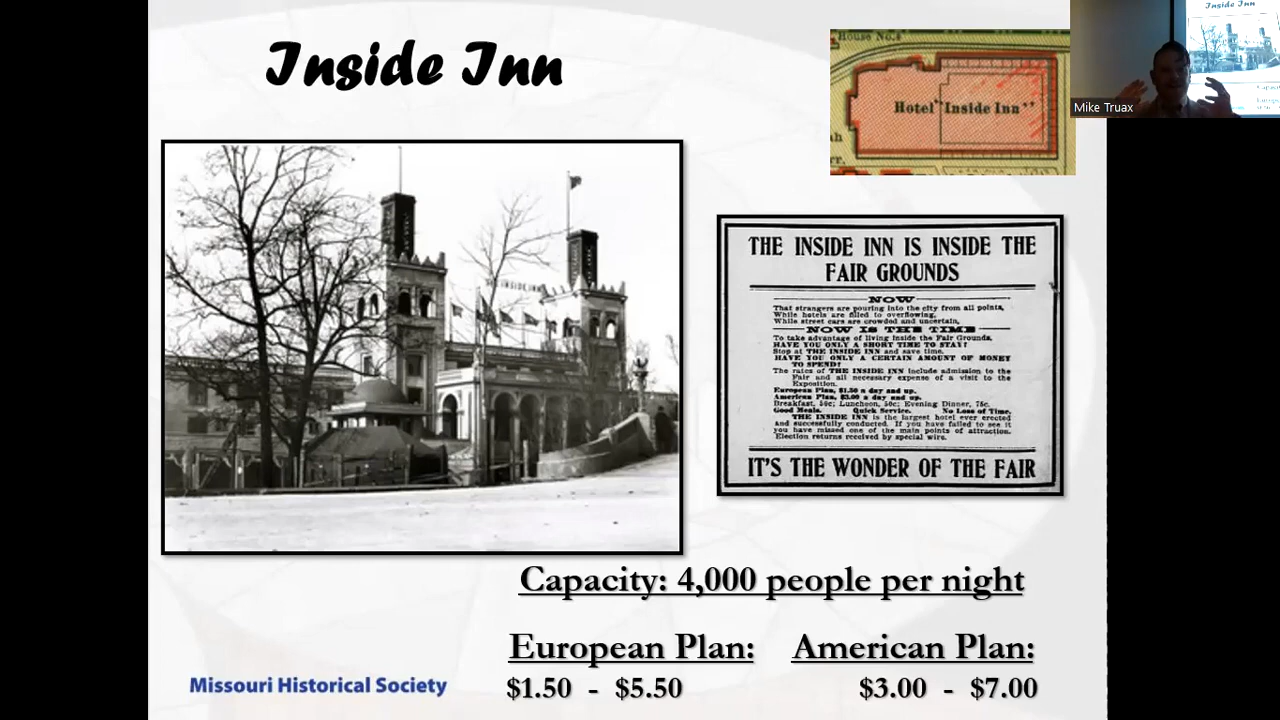 Inside Inn
House No.4
Hotel "Inside Inn"
Inside Inn
Mike Truax
THE INSIDE INN
THE INSIDE INN IS INSIDE THE
FAIR GROUNDS
NOW
That strangers are pouring into the city from all points,
While hotels are filled to overflowing,
While street cars are crowded and uncertain,
NOW IS THE TIME
To take advantage of living inside the Fair Grounds.
HAVE YOU ONLY A SHORT TIME TO STAY?
Stop at THE INSIDE INN and save time.
HAVE YOU ONLY A CERTAIN AMOUNT OF MONEY
TO SPEND?
The rates of THE INSIDE INN include admission to the
Fair and all necessary expense of a visit to the
Exposition.
European Plan, $1.50 a day and up.
American Plan, $3.00 a day and up.
Breakfast, 50c; Luncheon, 50c; Evening Dinner, 75c.
Good Meals. Quick Service. No Loss of Time.
THE INSIDE INN is the largest hotel ever erected
and successfully conducted. If you have failed to see it
you have missed one of the main points of attraction.
Election returns received by special wire.
IT'S THE WONDER OF THE FAIR
Capacity: 4,000 people per night
European Plan: American Plan:
$1.50 - $5.50 $3.00 - $7.00
Missouri Historical Society